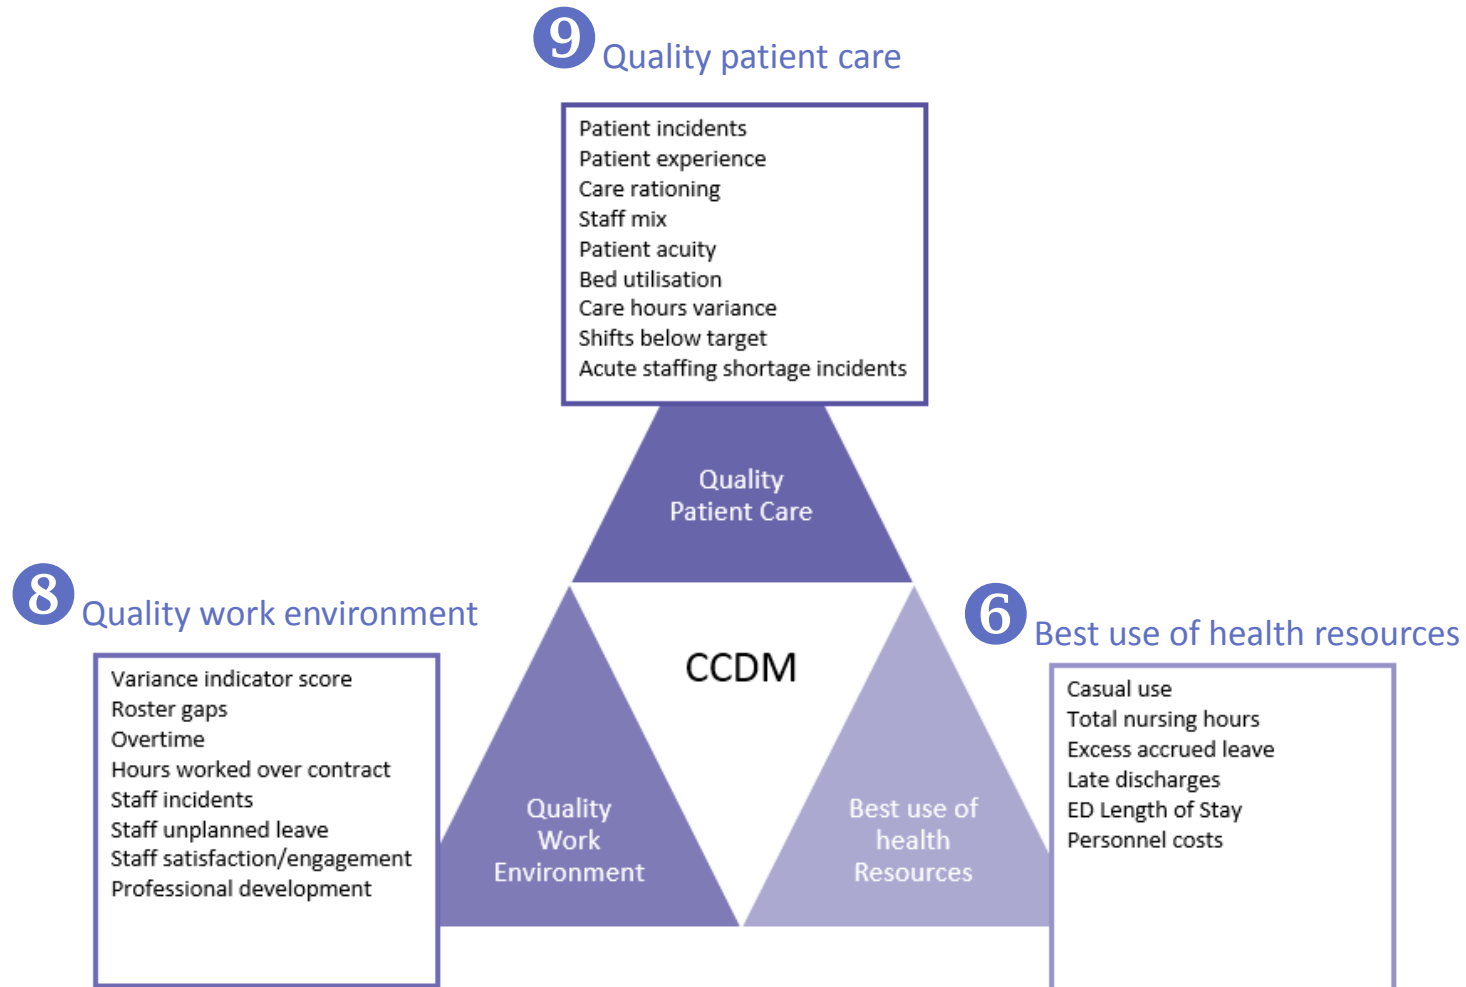 9 Quality patient care
Patient incidents
Patient experience
Care rationing
Staff mix
Patient acuity
Bed utilisation
Care hours variance
Shifts below target
Acute staffing shortage incidents
Quality
Patient Care
8 Quality work environment
Variance indicator score
Roster gaps
Overtime
Hours worked over contract
Staff incidents
Staff unplanned leave
Staff satisfaction/engagement
Professional development
Quality
Work
Environment
CCDM
Best use of
health
Resources
6 Best use of health resources
Casual use
Total nursing hours
Excess accrued leave
Late discharges
ED Length of Stay
Personnel costs